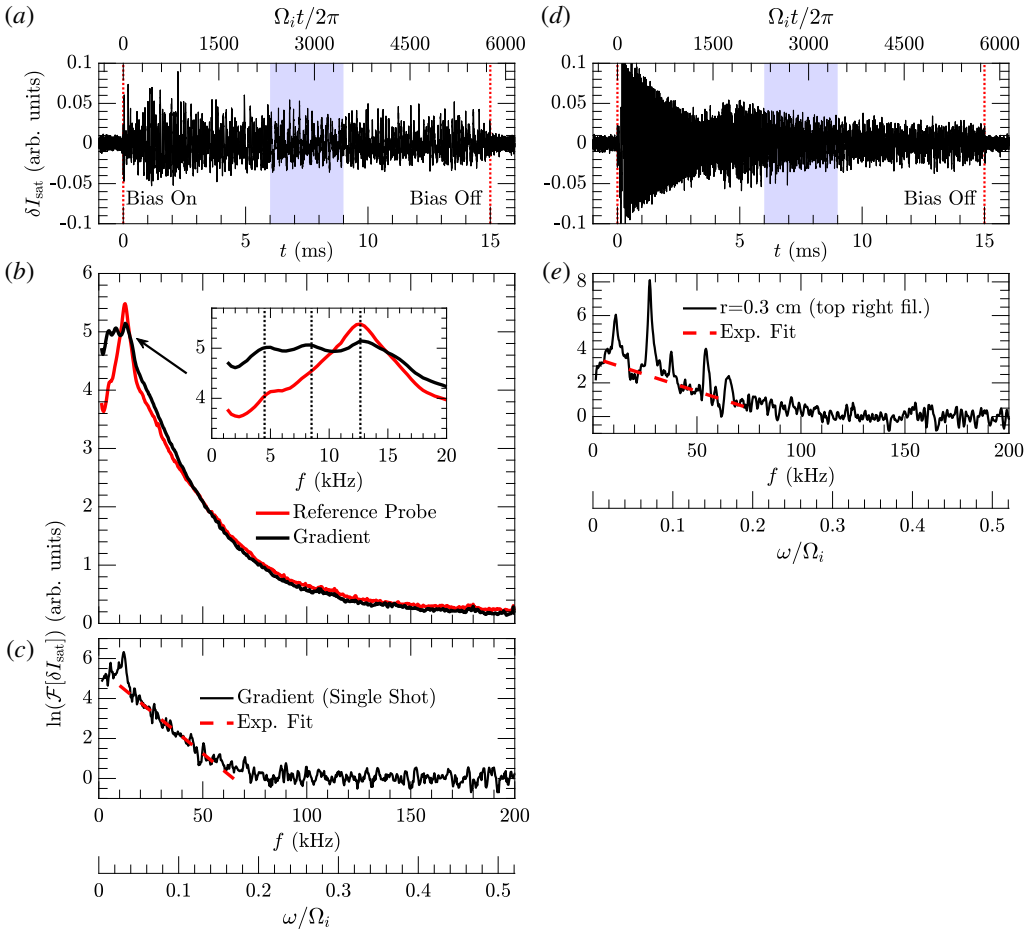 (a)
Ω_i t/2π
0 1500 3000 4500 6000
0.1
0.05
0
-0.05
-0.1
δI_sat (arb. units)
Bias On
Bias Off
0 5 10 15
t (ms)
(d)
Ω_i t/2π
0 1500 3000 4500 6000
0.1
0.05
0
-0.05
-0.1
Bias On
Bias Off
0 5 10 15
t (ms)
(b)
6
5
4
3
2
1
0
5
4
0 5 10 15 20
f (kHz)
Reference Probe
Gradient
ln(ℱ[δI_sat]) (arb. units)
(c)
6
4
2
0
Gradient (Single Shot)
Exp. Fit
0 50 100 150 200
f (kHz)
0 0.1 0.2 0.3 0.4 0.5
ω/Ω_i
(e)
8
6
4
2
0
r=0.3 cm (top right fil.)
Exp. Fit
0 50 100 150 200
f (kHz)
0 0.1 0.2 0.3 0.4 0.5
ω/Ω_i